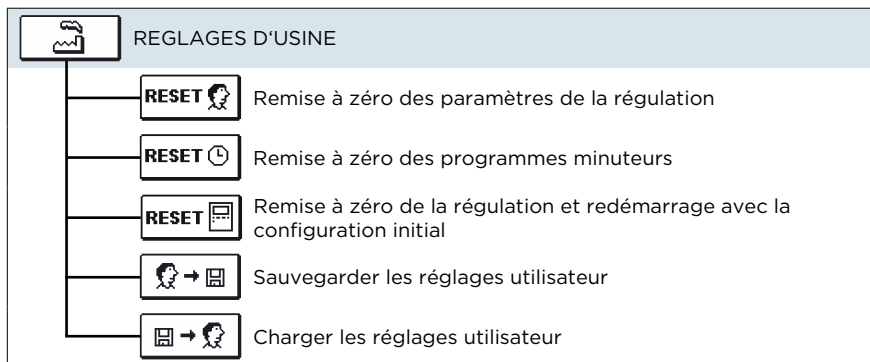 REGLAGES D‘USINE
RESET Remise à zéro des paramètres de la régulation
RESET Remise à zéro des programmes minuteurs
RESET Remise à zéro de la régulation et redémarrage avec la
configuration initial
Sauvegarder les réglages utilisateur
Charger les réglages utilisateur